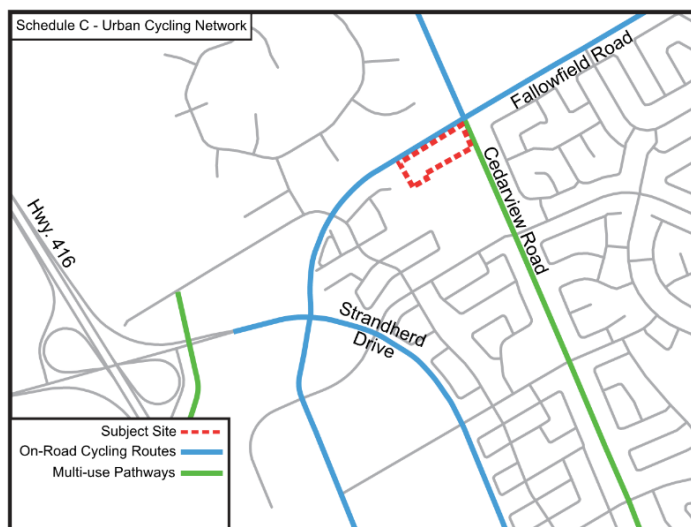 Schedule C - Urban Cycling Network
Fallowfield Road
Cedarview Road
Hwy. 416
Strandherd
Drive
Subject Site
On-Road Cycling Routes
Multi-use Pathways